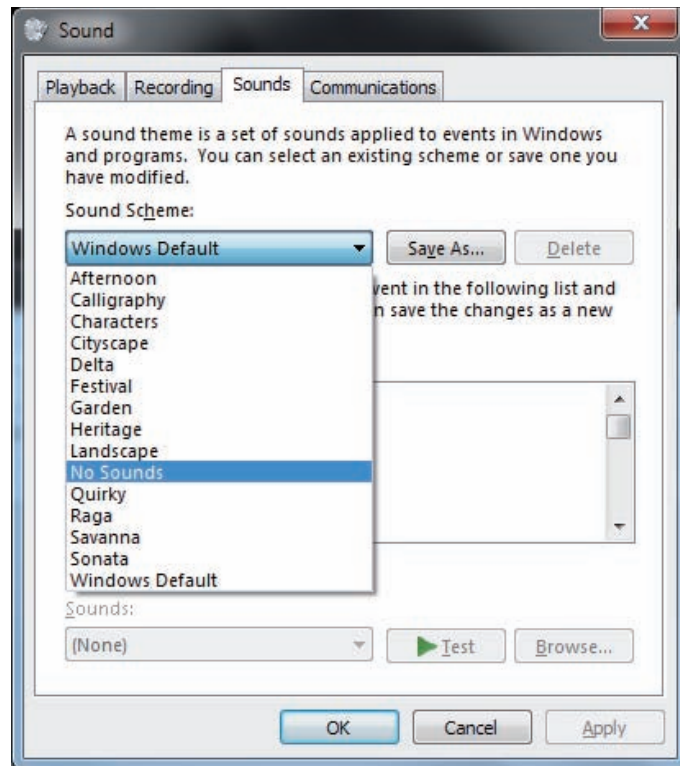 Sound
Playback Recording Sounds Communications
A sound theme is a set of sounds applied to events in Windows
and programs. You can select an existing scheme or save one you
have modified.
Sound Scheme:
Windows Default Save As... Delete
Afternoon
Calligraphy
Characters
Cityscape
Delta
Festival
Garden
Heritage
Landscape
No Sounds
Quirky
Raga
Savanna
Sonata
Windows Default
in the following list and
save the changes as a new
Sounds:
(None) Test Browse...
OK Cancel Apply